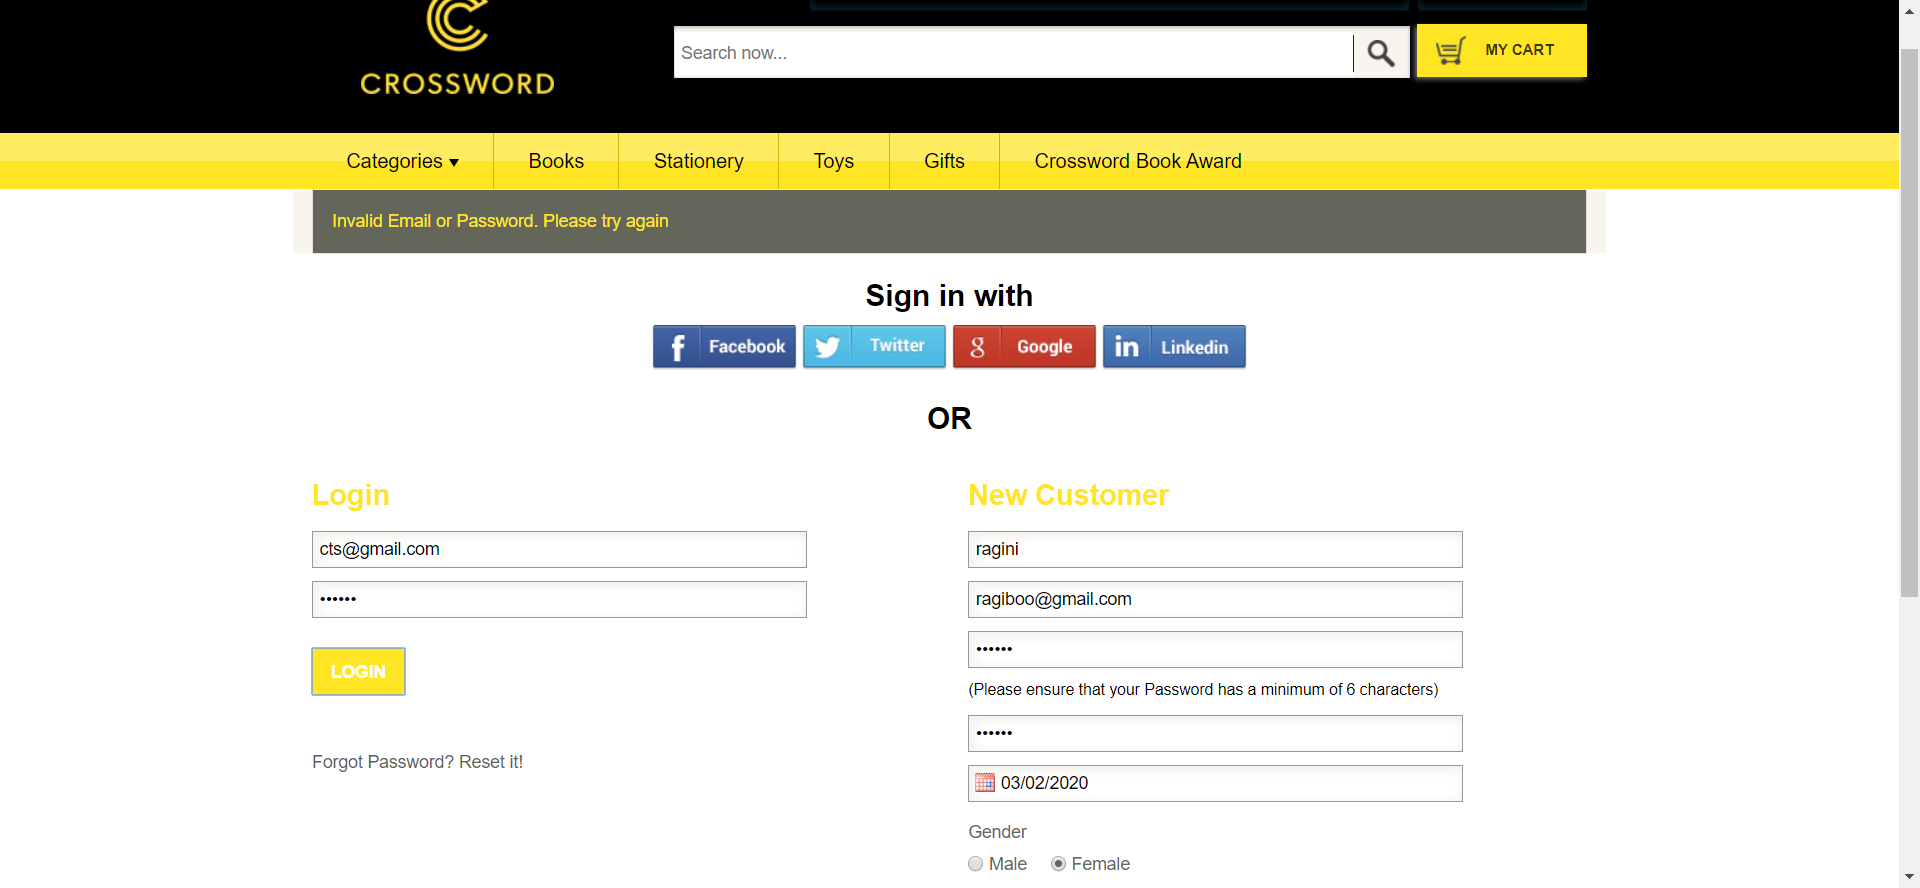 CROSSWORD
Search now...
MY CART
Categories ▾
Books
Stationery
Toys
Gifts
Crossword Book Award
Invalid Email or Password. Please try again
Sign in with
f Facebook
Twitter
g Google
in Linkedin
OR
Login
cts@gmail.com
••••••
LOGIN
Forgot Password? Reset it!
New Customer
ragini
ragiboo@gmail.com
••••••
(Please ensure that your Password has a minimum of 6 characters)
••••••
03/02/2020
Gender
Male
Female